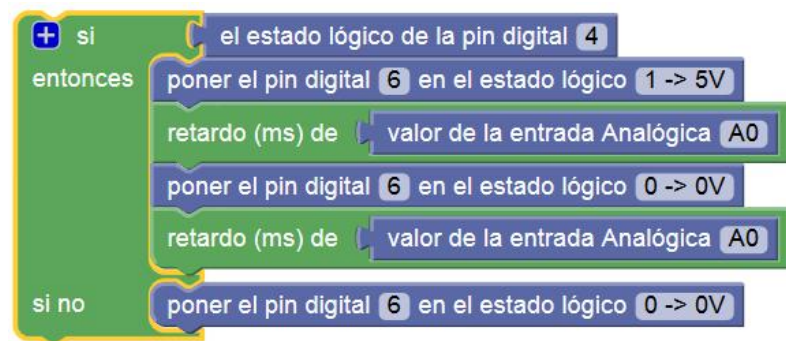 + si el estado lógico de la pin digital 4
entonces poner el pin digital 6 en el estado lógico 1 -> 5V
retardo (ms) de valor de la entrada Analógica A0
poner el pin digital 6 en el estado lógico 0 -> 0V
retardo (ms) de valor de la entrada Analógica A0
si no poner el pin digital 6 en el estado lógico 0 -> 0V